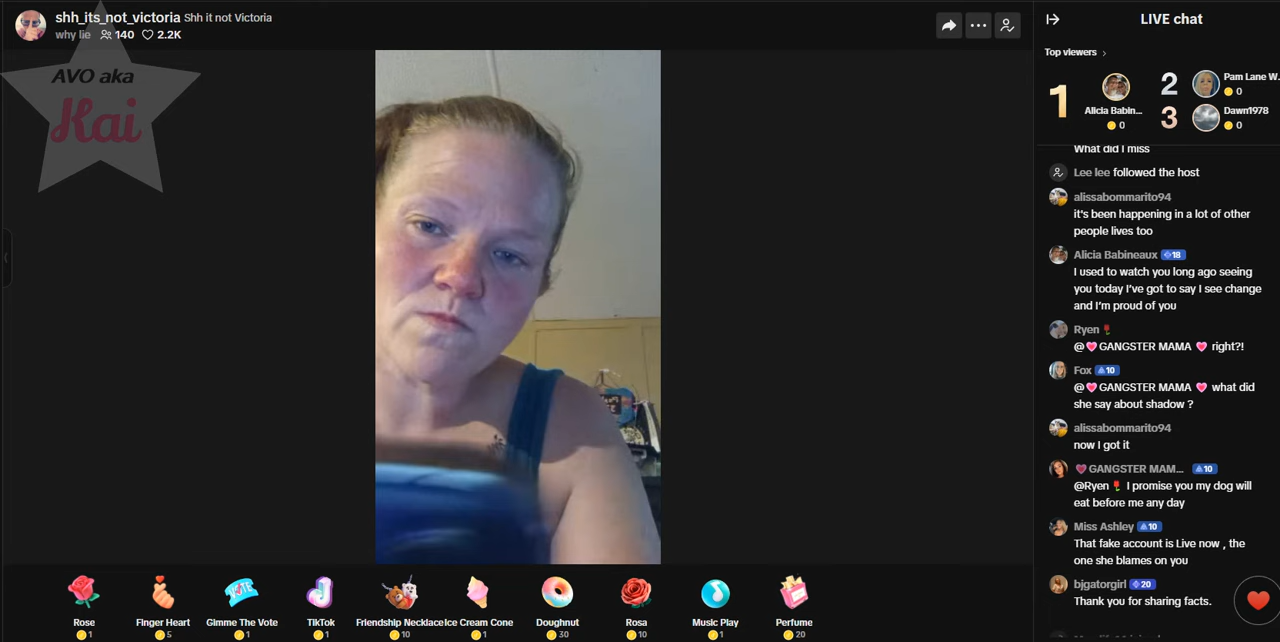 shh_its_not_victoria Shh it not Victoria
why lie 140 2.2K
AVO aka
Kai
LIVE chat
Top viewers
1
Alicia Babin...
0
2
Pam Lane W.
0
3
Dawn1978
0
What did I miss
Lee lee followed the host
alissabommarito94
it's been happening in a lot of other
people lives too
Alicia Babineaux 18
I used to watch you long ago seeing
you today I've got to say I see change
and I'm proud of you
Ryen🌹
@💗GANGSTER MAMA 💗 right?!
Fox 10
@💗GANGSTER MAMA 💗 what did
she say about shadow ?
alissabommarito94
now I got it
💗GANGSTER MAM... 10
@Ryen🌹 I promise you my dog will
eat before me any day
Miss Ashley 10
That fake account is Live now , the
one she blames on you
bjgatorgirl 20
Thank you for sharing facts.
VOTE
Rose
1
Finger Heart
5
Gimme The Vote
1
TikTok
1
Friendship Necklace
10
Ice Cream Cone
1
Doughnut
30
Rosa
10
Music Play
1
Perfume
20